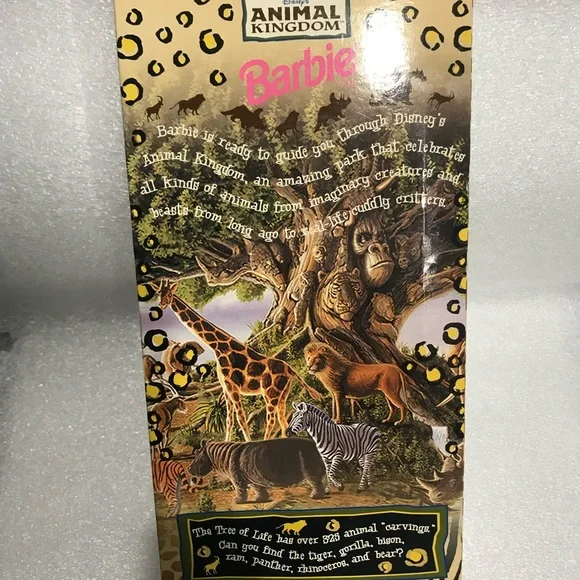 Disney's
ANIMAL
KINGDOM
Barbie
Barbie is ready to guide you through Disney's
Animal Kingdom, an amazing park that celebrates
all kinds of animals from imaginary creatures and
beasts from long ago to real-life cuddly critters.
The Tree of Life has over 325 animal "carvings."
Can you find the tiger, gorilla, bison,
ram, panther, rhinoceros, and bear?